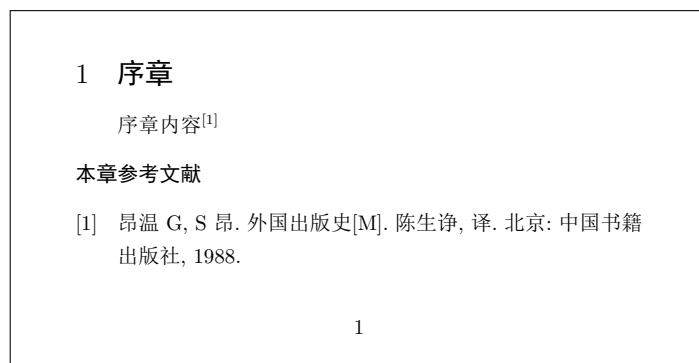 1 序章
序章内容[1]
本章参考文献
[1] 昂温 G, S 昂. 外国出版史[M]. 陈生诤, 译. 北京: 中国书籍
出版社, 1988.
1